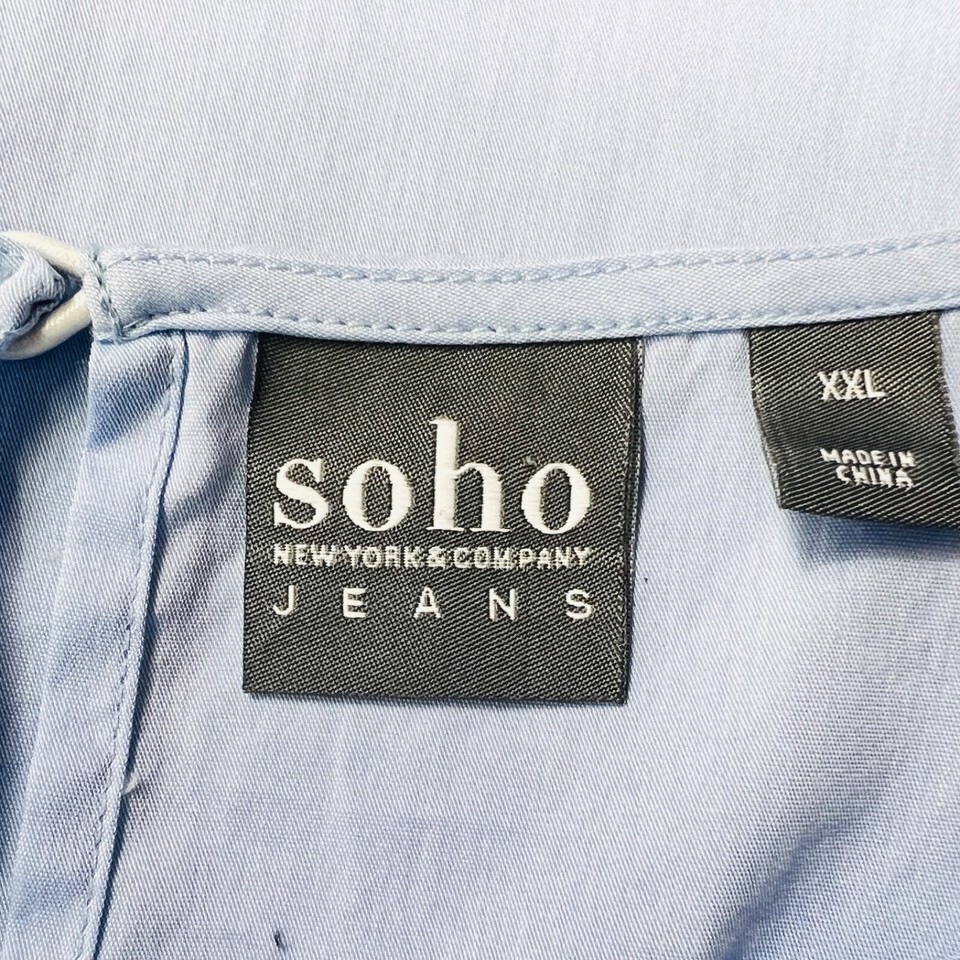 soho
NEW YORK & COMPANY
JEANS
XXL
MADE IN
CHINA